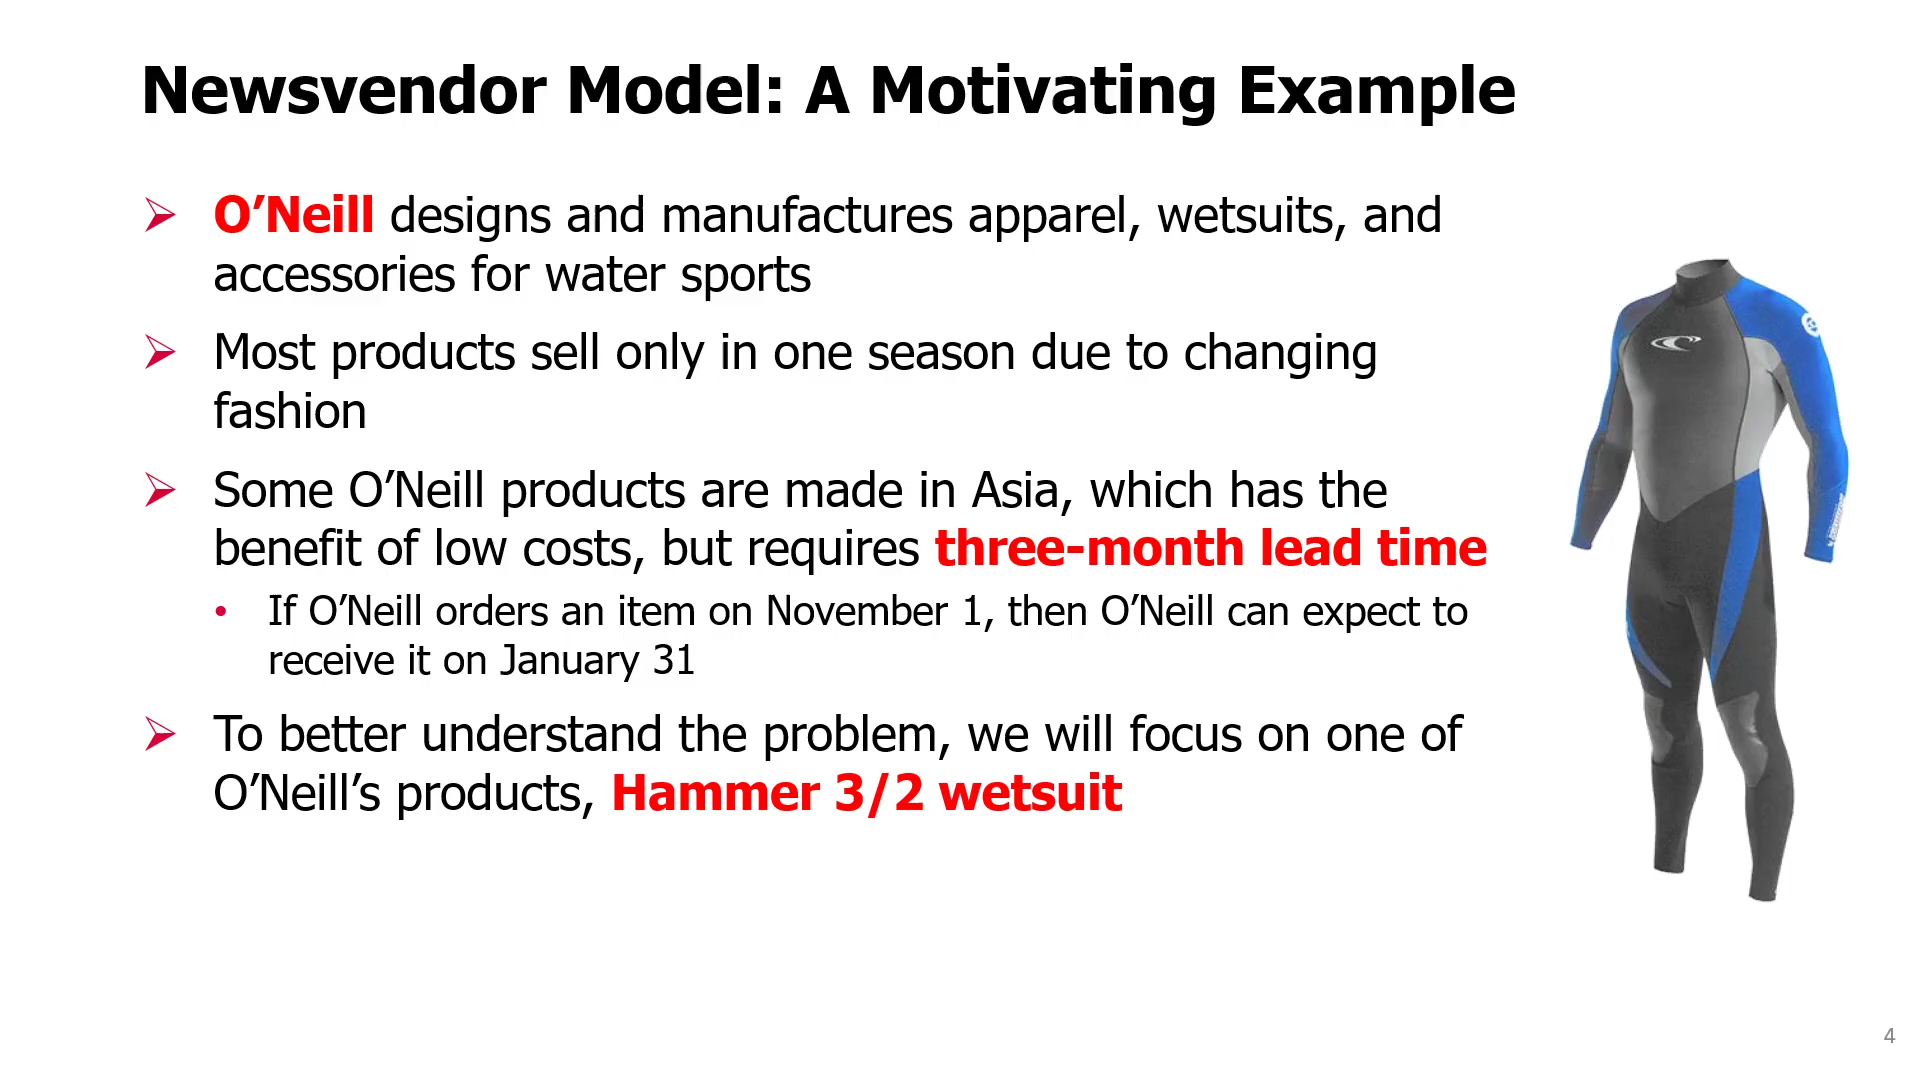 Newsvendor Model: A Motivating Example
➢ O’Neill designs and manufactures apparel, wetsuits, and
accessories for water sports
➢ Most products sell only in one season due to changing
fashion
➢ Some O’Neill products are made in Asia, which has the
benefit of low costs, but requires three-month lead time
• If O’Neill orders an item on November 1, then O’Neill can expect to
receive it on January 31
➢ To better understand the problem, we will focus on one of
O’Neill’s products, Hammer 3/2 wetsuit
4